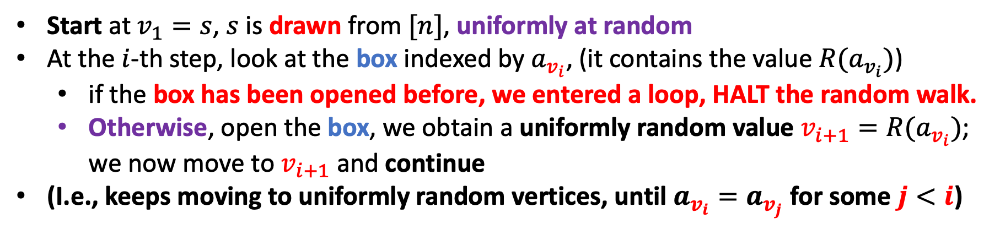 • Start at 𝑣₁ = 𝑠, 𝑠 is drawn from [𝑛], uniformly at random
• At the 𝑖-th step, look at the box indexed by 𝑎_{𝑣_𝑖}, (it contains the value 𝑅(𝑎_{𝑣_𝑖}))
• if the box has been opened before, we entered a loop, HALT the random walk.
• Otherwise, open the box, we obtain a uniformly random value 𝑣_{𝑖+1} = 𝑅(𝑎_{𝑣_𝑖});
we now move to 𝑣_{𝑖+1} and continue
• (I.e., keeps moving to uniformly random vertices, until 𝑎_{𝑣_𝑖} = 𝑎_{𝑣_𝑗} for some 𝑗 < 𝑖)